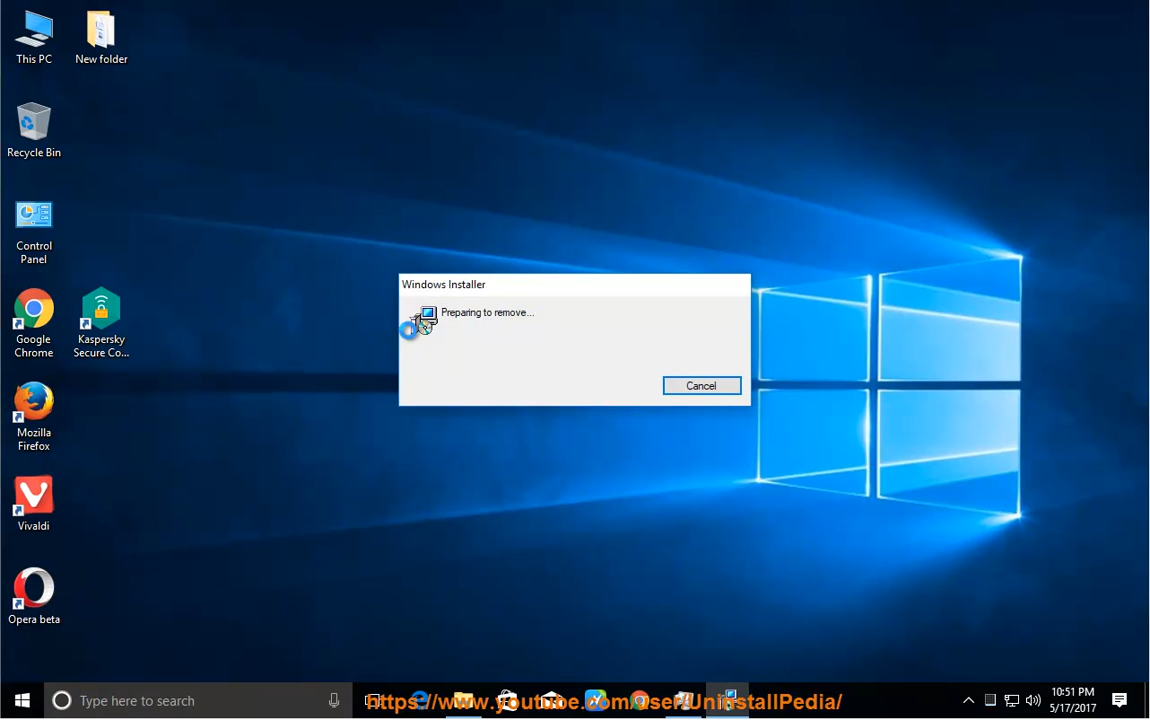 This PC
New folder
Recycle Bin
Control
Panel
Google
Chrome
Kaspersky
Secure Co...
Mozilla
Firefox
Vivaldi
Opera beta
Windows Installer
Preparing to remove...
Cancel
Type here to search
https://www.youtube.com/user/UninstallPedia/
10:51 PM
5/17/2017